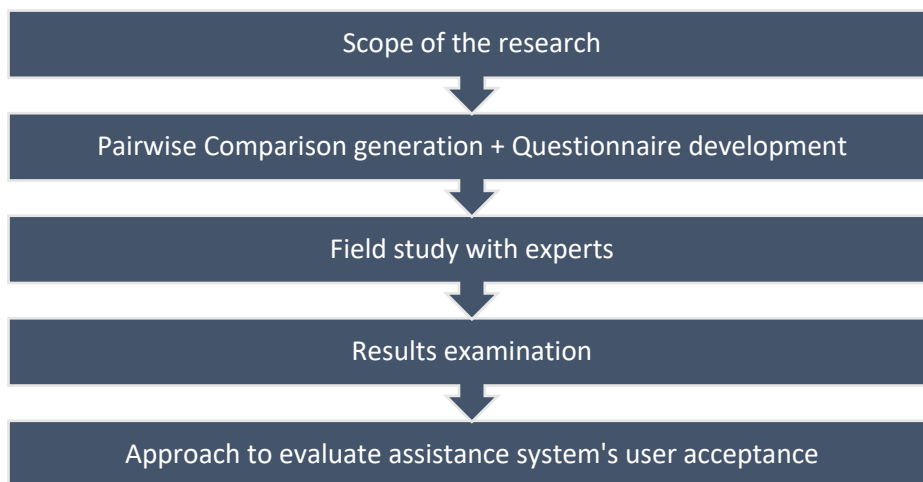 Scope of the research
Pairwise Comparison generation + Questionnaire development
Field study with experts
Results examination
Approach to evaluate assistance system's user acceptance